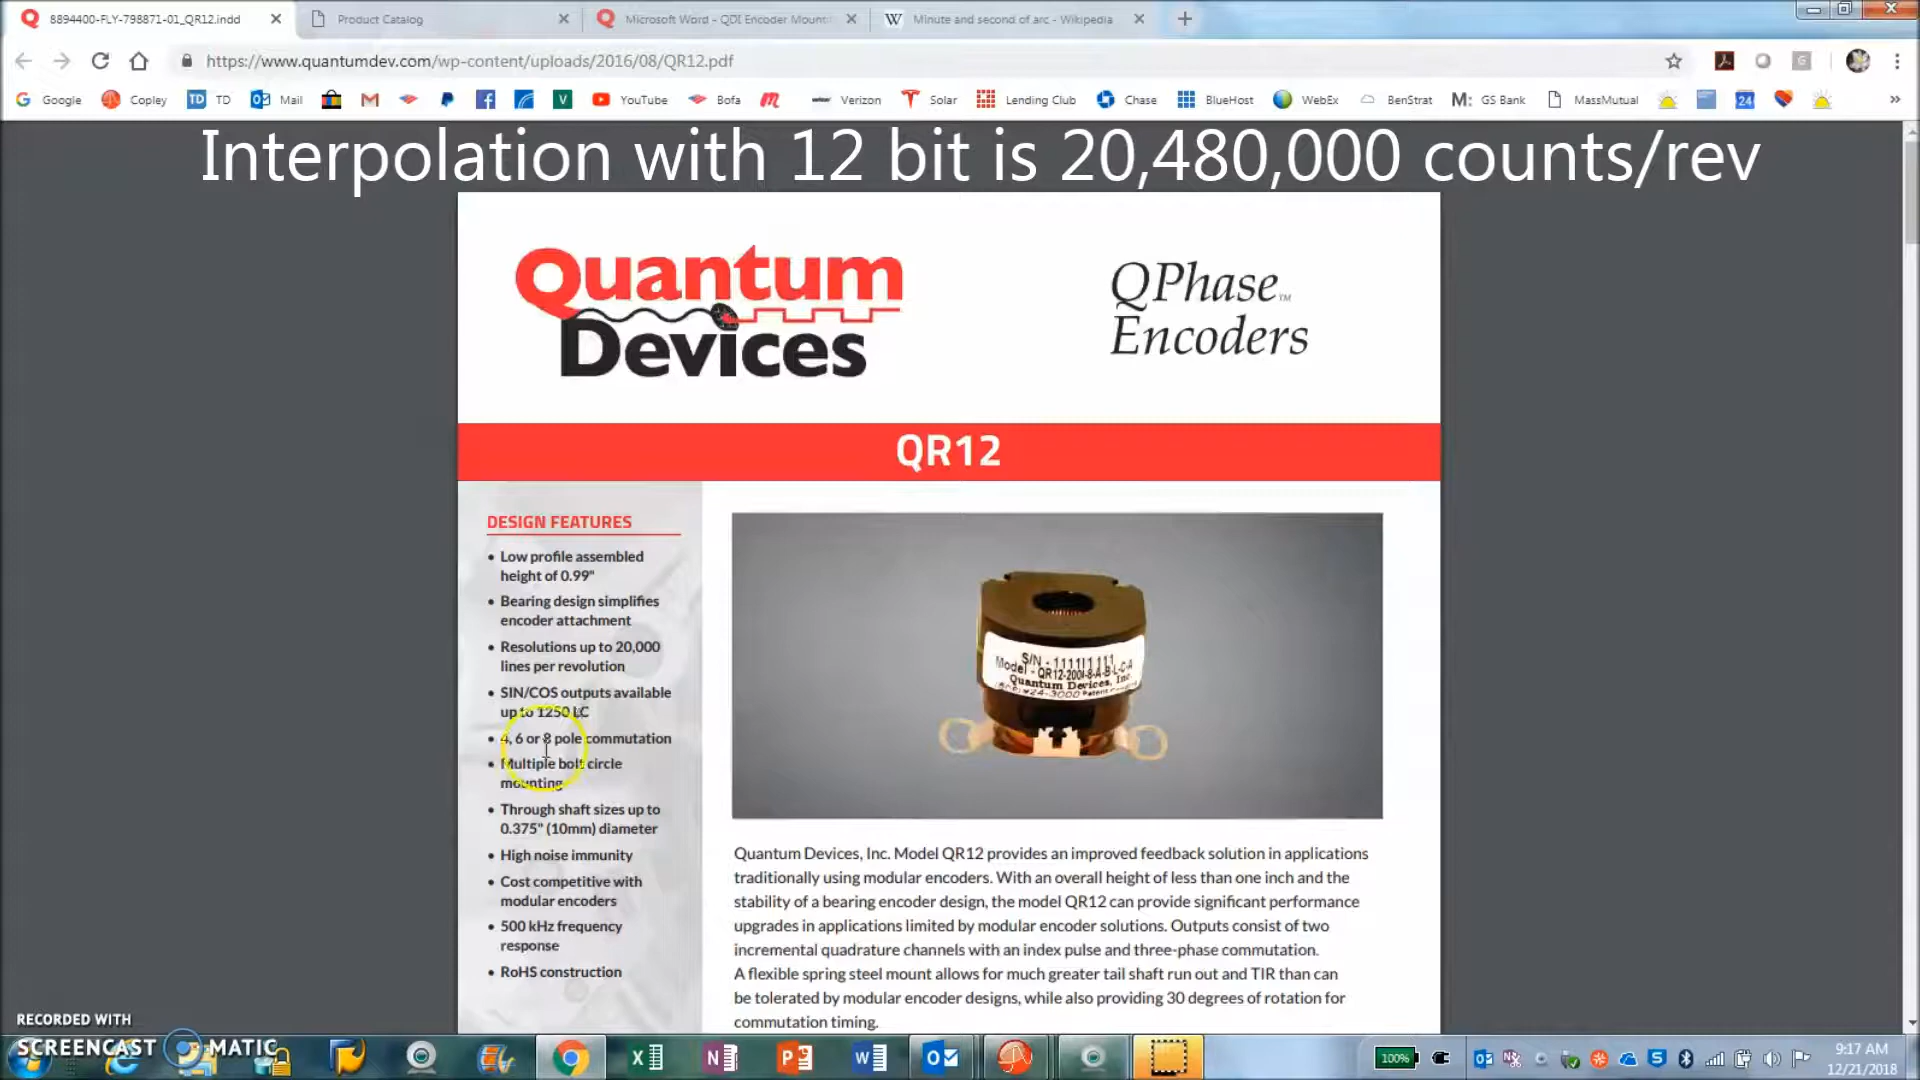 8894400-FLY-798871-01_QR12.indd
Product Catalog
Microsoft Word - QDI Encoder Mount
Minute and second of arc - Wikipedia
https://www.quantumdev.com/wp-content/uploads/2016/08/QR12.pdf
Google Copley TD TD Mail YouTube Bofa Verizon Solar Lending Club Chase BlueHost WebEx BenStrat M: GS Bank MassMutual 24
Interpolation with 12 bit is 20,480,000 counts/rev
Quantum
Devices
QPhase™
Encoders
QR12
DESIGN FEATURES
• Low profile assembled
height of 0.99"
• Bearing design simplifies
encoder attachment
• Resolutions up to 20,000
lines per revolution
• SIN/COS outputs available
up to 1250 LC
• 4, 6 or 8 pole commutation
• Multiple bolt circle
mounting
• Through shaft sizes up to
0.375" (10mm) diameter
• High noise immunity
• Cost competitive with
modular encoders
• 500 kHz frequency
response
• RoHS construction
S/N - 11111111
Quantum Devices, Inc.
Quantum Devices, Inc. Model QR12 provides an improved feedback solution in applications
traditionally using modular encoders. With an overall height of less than one inch and the
stability of a bearing encoder design, the model QR12 can provide significant performance
upgrades in applications limited by modular encoder solutions. Outputs consist of two
incremental quadrature channels with an index pulse and three-phase commutation.
A flexible spring steel mount allows for much greater tail shaft run out and TIR than can
be tolerated by modular encoder designs, while also providing 30 degrees of rotation for
commutation timing.
RECORDED WITH
SCREENCAST MATIC
100%
9:17 AM
12/21/2018